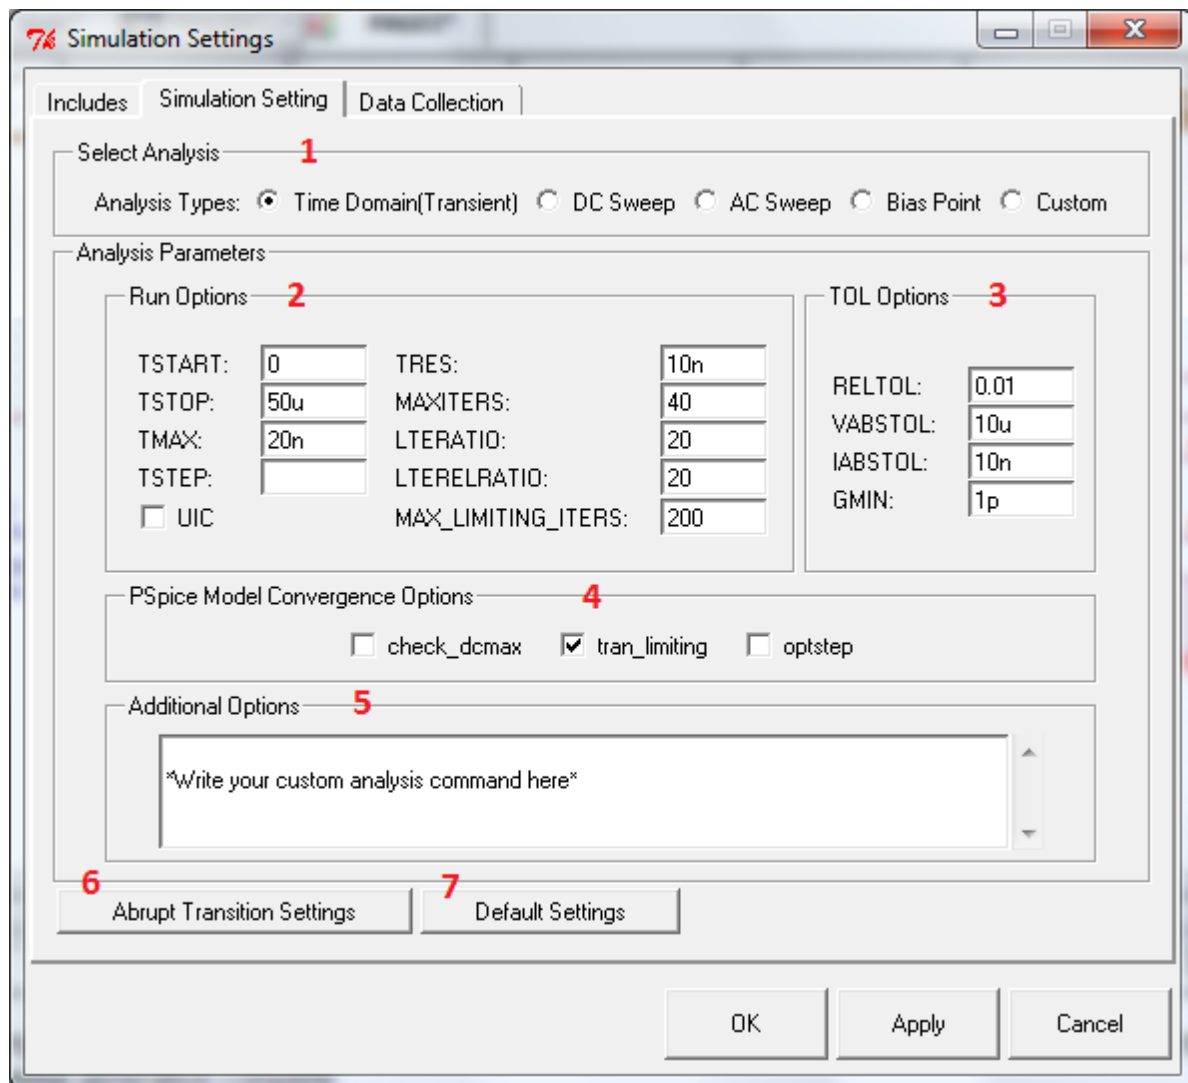 Simulation Settings
Includes Simulation Setting Data Collection
Select Analysis 1
Analysis Types: Time Domain(Transient) DC Sweep AC Sweep Bias Point Custom
Analysis Parameters
Run Options 2
TSTART: 0 TRES: 10n
TSTOP: 50u MAXITERS: 40
TMAX: 20n LTERATIO: 20
TSTEP: LTERELRATIO: 20
UIC MAX_LIMITING_ITERS: 200
TOL Options 3
RELTOL: 0.01
VABSTOL: 10u
IABSTOL: 10n
GMIN: 1p
PSpice Model Convergence Options 4
check_dcmax tran_limiting optstep
Additional Options 5
*Write your custom analysis command here*
6 7
Abrupt Transition Settings Default Settings
OK Apply Cancel